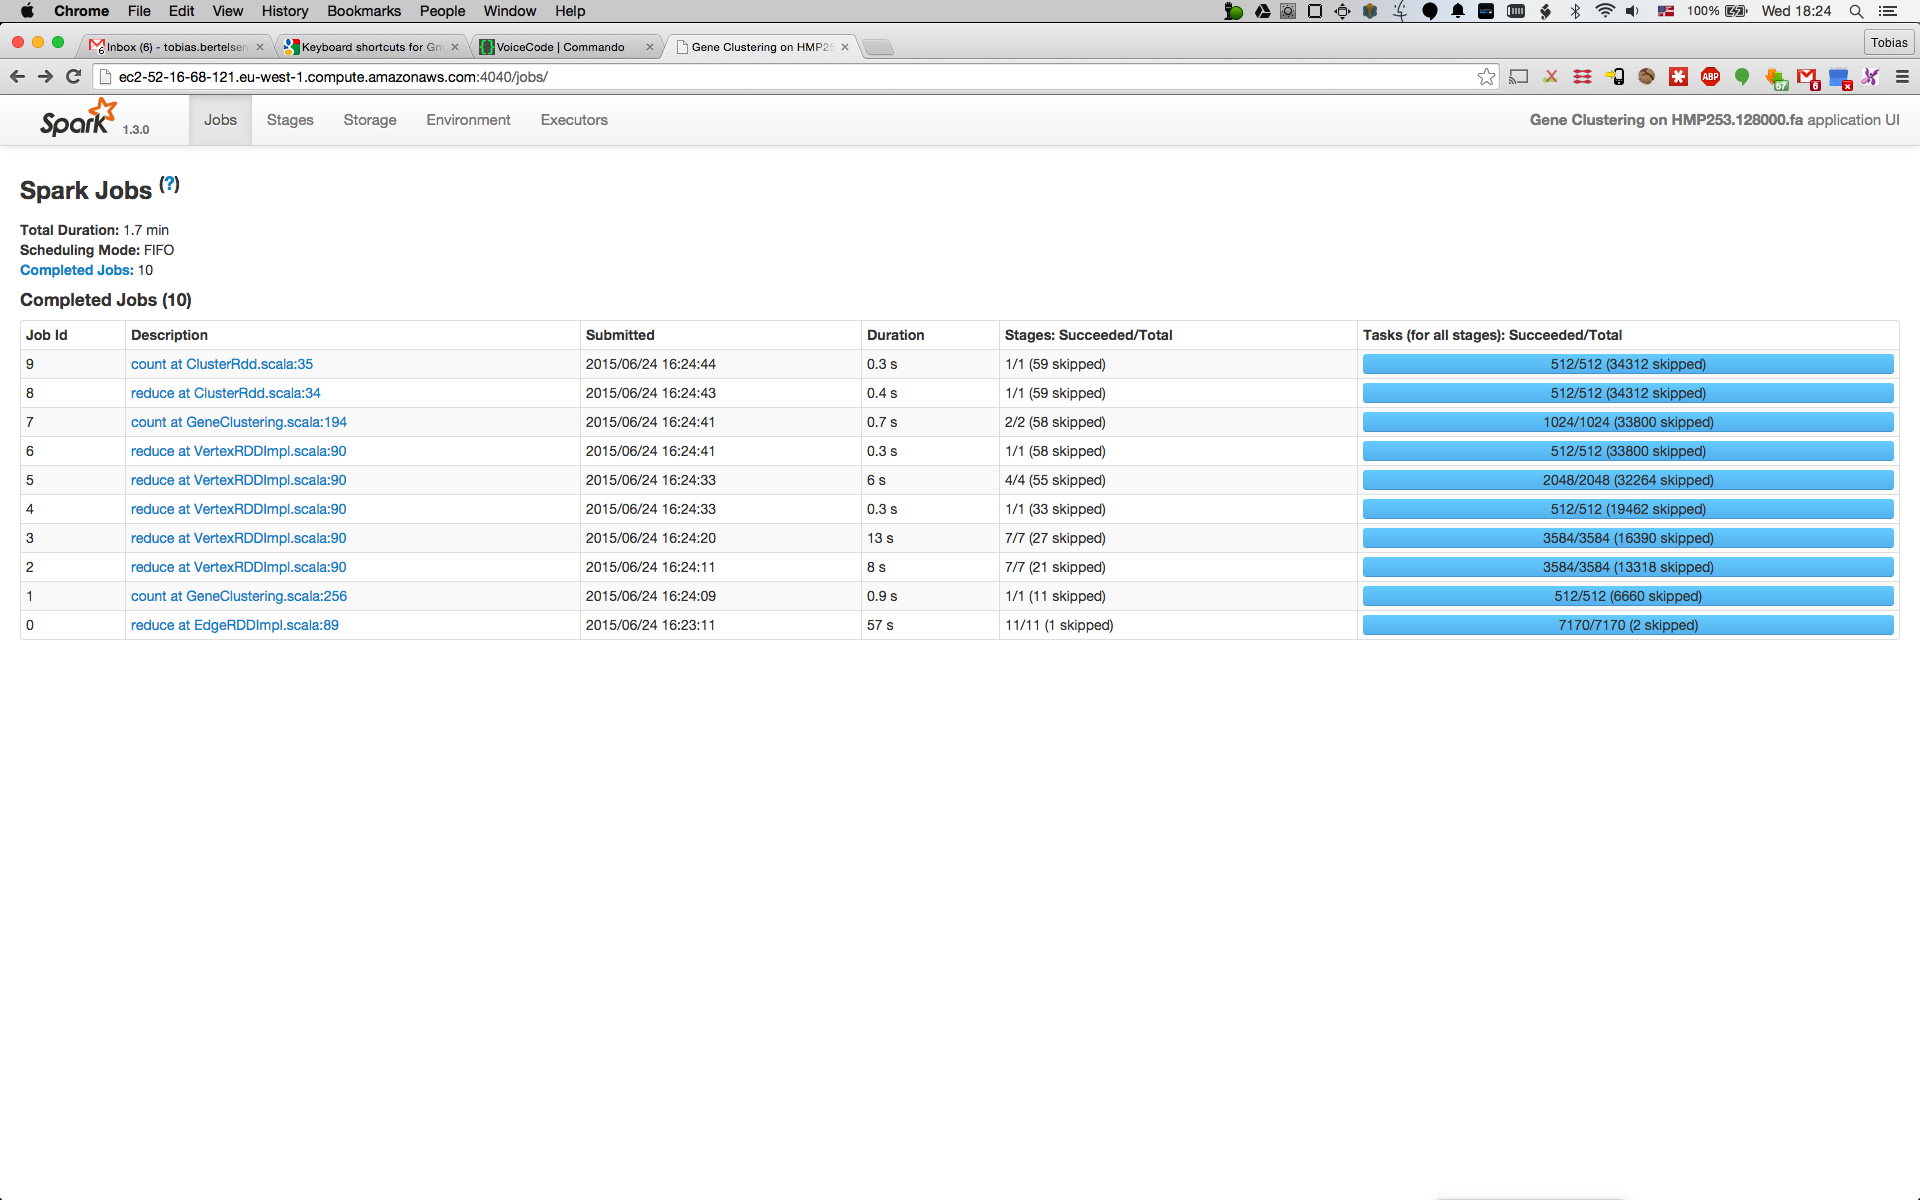 Chrome File Edit View History Bookmarks People Window Help 100% Wed 18:24
Inbox (6) - tobias.bertelsen Keyboard shortcuts for Gm VoiceCode | Commando Gene Clustering on HMP253 Tobias
ec2-52-16-68-121.eu-west-1.compute.amazonaws.com:4040/jobs/
Spark 1.3.0 Jobs Stages Storage Environment Executors Gene Clustering on HMP253.128000.fa application UI
Spark Jobs (?)
Total Duration: 1.7 min
Scheduling Mode: FIFO
Completed Jobs: 10
Completed Jobs (10)
Job Id Description Submitted Duration Stages: Succeeded/Total Tasks (for all stages): Succeeded/Total
9 count at ClusterRdd.scala:35 2015/06/24 16:24:44 0.3 s 1/1 (59 skipped) 512/512 (34312 skipped)
8 reduce at ClusterRdd.scala:34 2015/06/24 16:24:43 0.4 s 1/1 (59 skipped) 512/512 (34312 skipped)
7 count at GeneClustering.scala:194 2015/06/24 16:24:41 0.7 s 2/2 (58 skipped) 1024/1024 (33800 skipped)
6 reduce at VertexRDDImpl.scala:90 2015/06/24 16:24:41 0.3 s 1/1 (58 skipped) 512/512 (33800 skipped)
5 reduce at VertexRDDImpl.scala:90 2015/06/24 16:24:33 6 s 4/4 (55 skipped) 2048/2048 (32264 skipped)
4 reduce at VertexRDDImpl.scala:90 2015/06/24 16:24:33 0.3 s 1/1 (33 skipped) 512/512 (19462 skipped)
3 reduce at VertexRDDImpl.scala:90 2015/06/24 16:24:20 13 s 7/7 (27 skipped) 3584/3584 (16390 skipped)
2 reduce at VertexRDDImpl.scala:90 2015/06/24 16:24:11 8 s 7/7 (21 skipped) 3584/3584 (13318 skipped)
1 count at GeneClustering.scala:256 2015/06/24 16:24:09 0.9 s 1/1 (11 skipped) 512/512 (6660 skipped)
0 reduce at EdgeRDDImpl.scala:89 2015/06/24 16:23:11 57 s 11/11 (1 skipped) 7170/7170 (2 skipped)